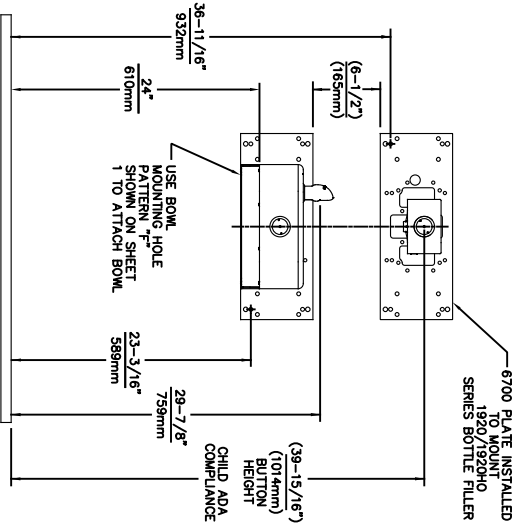 6700 PLATE INSTALLED
TO MOUNT
1920/1920HO
SERIES BOTTLE FILLER
(6-1/2")
(165mm)
36-11/16"
932mm
24"
610mm
USE BOWL
MOUNTING HOLE
PATTERN "F"
SHOWN ON SHEET
1 TO ATTACH BOWL
23-3/16"
589mm
29-7/8"
759mm
(39-15/16")
(1014mm)
BUTTON
HEIGHT
CHILD ADA
COMPLIANCE